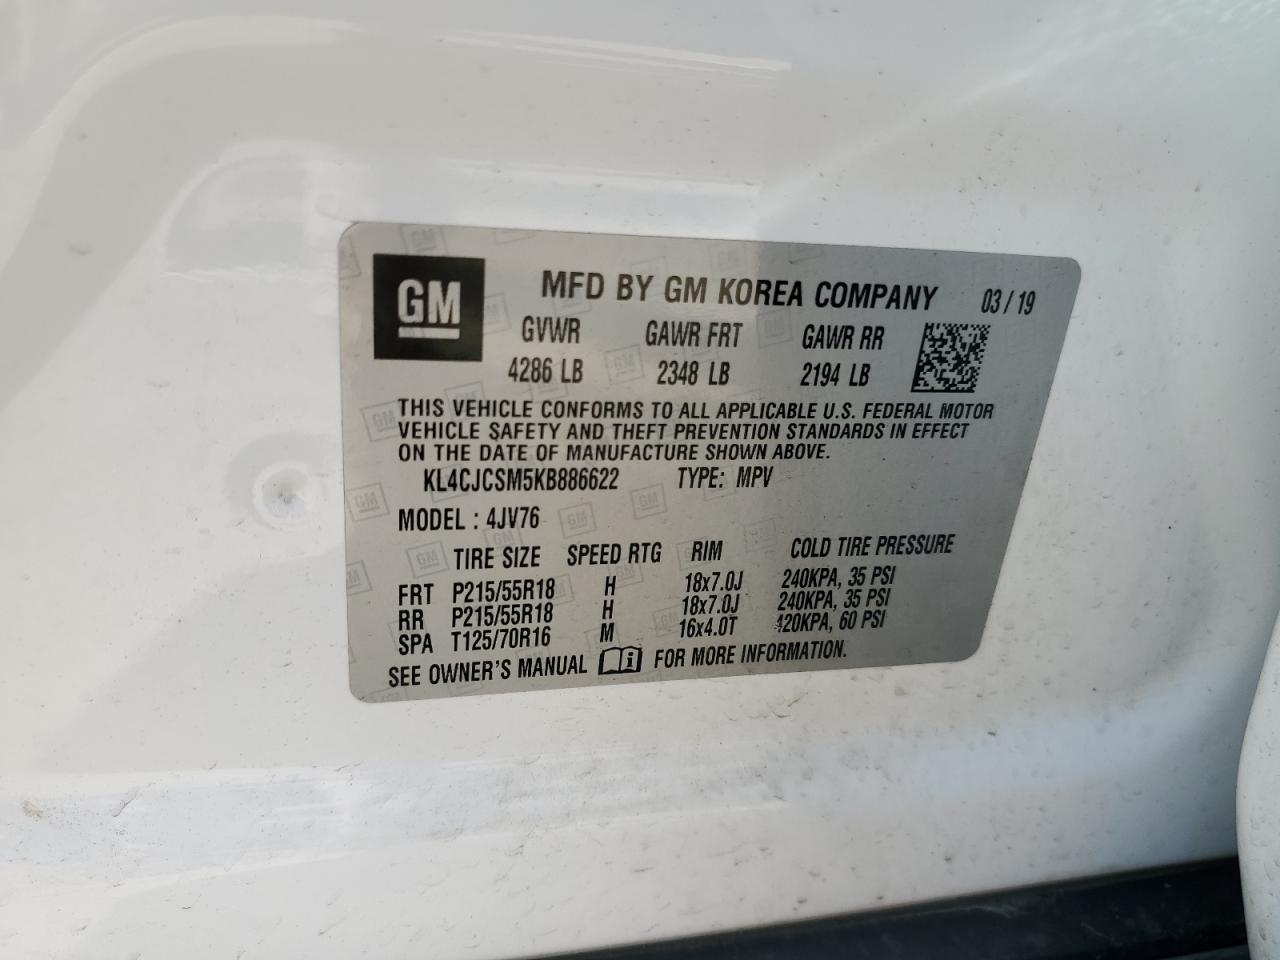 GM MFD BY GM KOREA COMPANY 03/19
GVWR GAWR FRT GAWR RR
4286 LB 2348 LB 2194 LB
THIS VEHICLE CONFORMS TO ALL APPLICABLE U.S. FEDERAL MOTOR
VEHICLE SAFETY AND THEFT PREVENTION STANDARDS IN EFFECT
ON THE DATE OF MANUFACTURE SHOWN ABOVE.
KL4CJCSM5KB886622 TYPE: MPV
MODEL : 4JV76
TIRE SIZE SPEED RTG RIM COLD TIRE PRESSURE
FRT P215/55R18 H 18x7.0J 240KPA, 35 PSI
RR P215/55R18 H 18x7.0J 240KPA, 35 PSI
SPA T125/70R16 M 16x4.0T 420KPA, 60 PSI
SEE OWNER'S MANUAL FOR MORE INFORMATION.